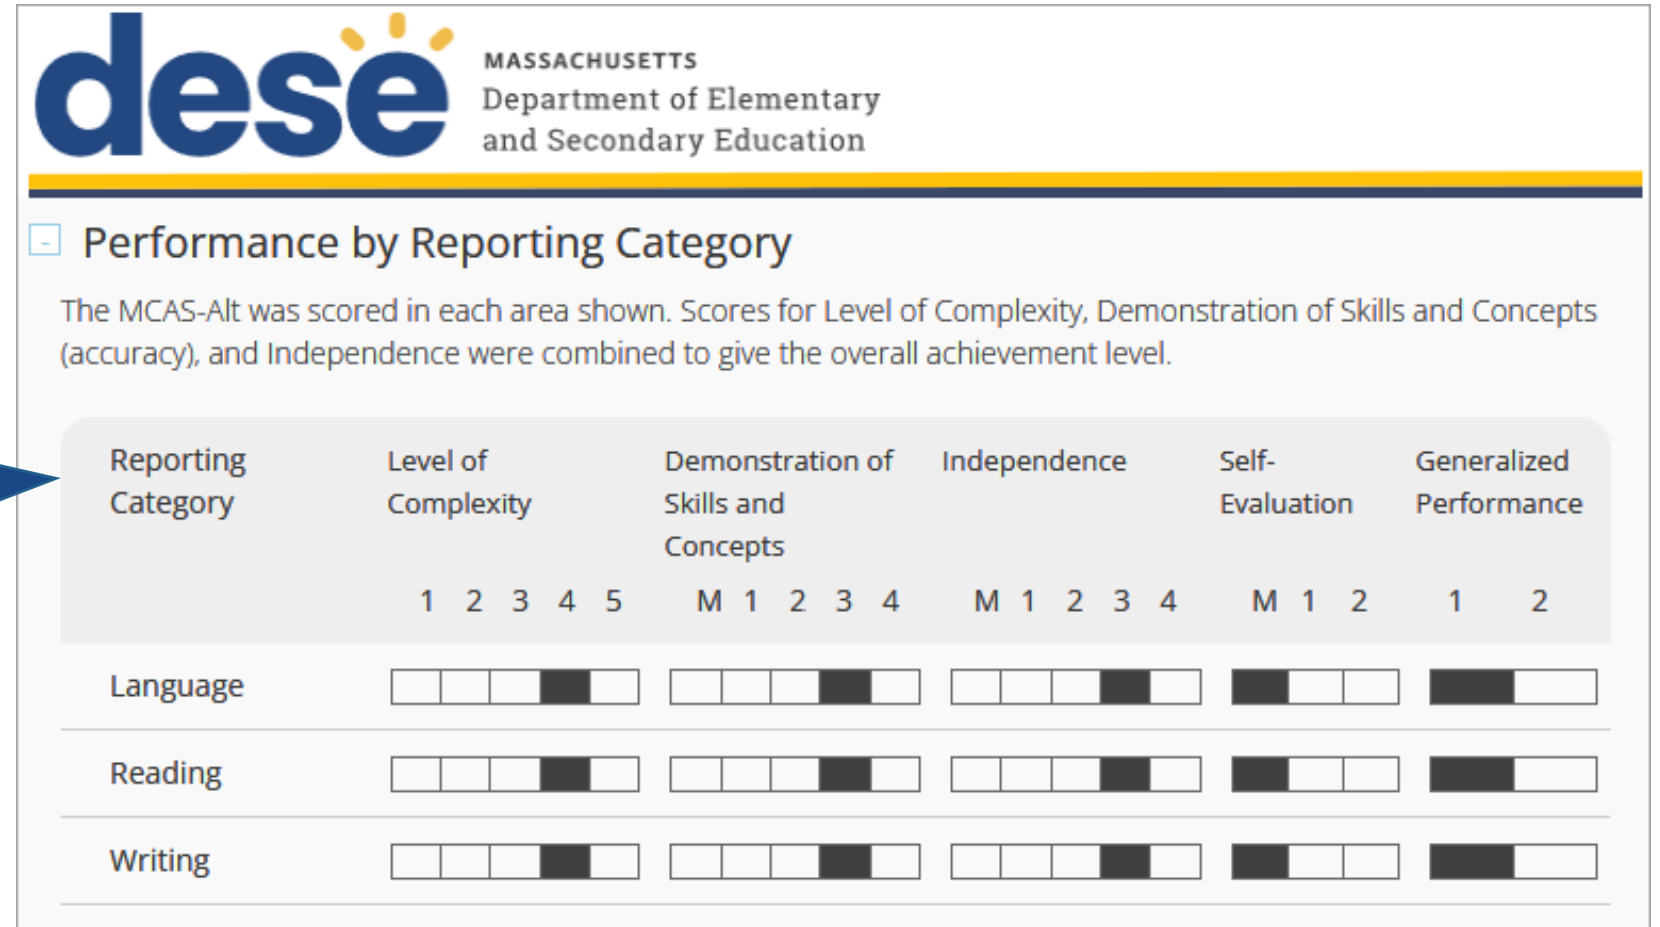 dese
MASSACHUSETTS
Department of Elementary
and Secondary Education
- Performance by Reporting Category
The MCAS-Alt was scored in each area shown. Scores for Level of Complexity, Demonstration of Skills and Concepts
(accuracy), and Independence were combined to give the overall achievement level.
Reporting Category
Level of Complexity
Demonstration of Skills and Concepts
Independence
Self-Evaluation
Generalized Performance
1 2 3 4 5 M 1 2 3 4 M 1 2 3 4 M 1 2 1 2
Language
Reading
Writing